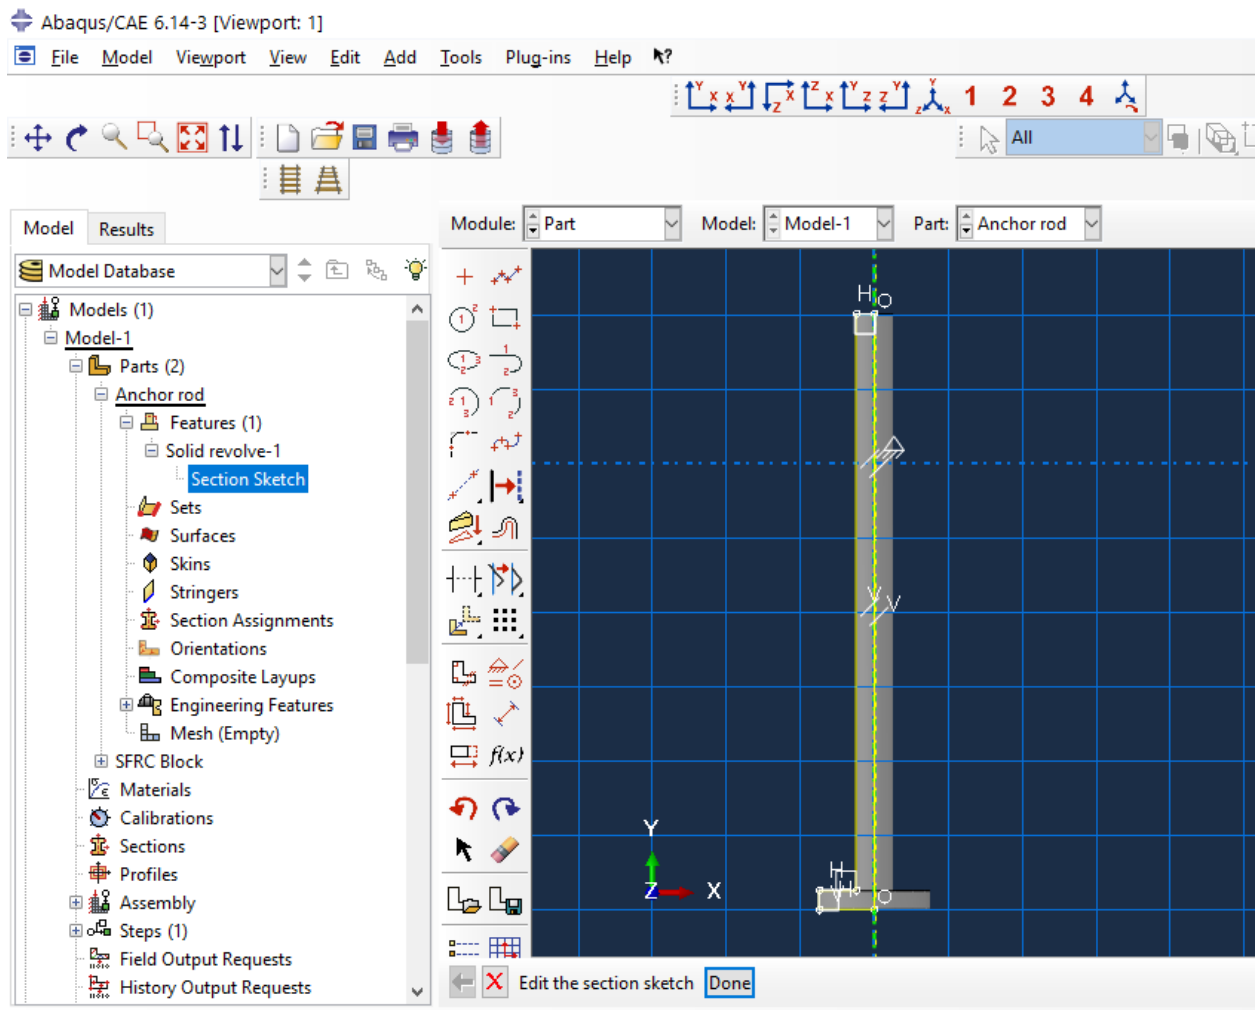 Abaqus/CAE 6.14-3 [Viewport: 1]
File Model Viewport View Edit Add Tools Plug-ins Help ?
Y X X Y Z X Z X Y Z Z Y Y Z X 1 2 3 4
All
Model Results
Module: Part Model: Model-1 Part: Anchor rod
Model Database
Models (1)
Model-1
Parts (2)
Anchor rod
Features (1)
Solid revolve-1
Section Sketch
Sets
Surfaces
Skins
Stringers
Section Assignments
Orientations
Composite Layups
Engineering Features
Mesh (Empty)
SFRC Block
Materials
Calibrations
Sections
Profiles
Assembly
Steps (1)
Field Output Requests
History Output Requests
f(x)
H
V V
Y
Z X
H
H
Edit the section sketch Done